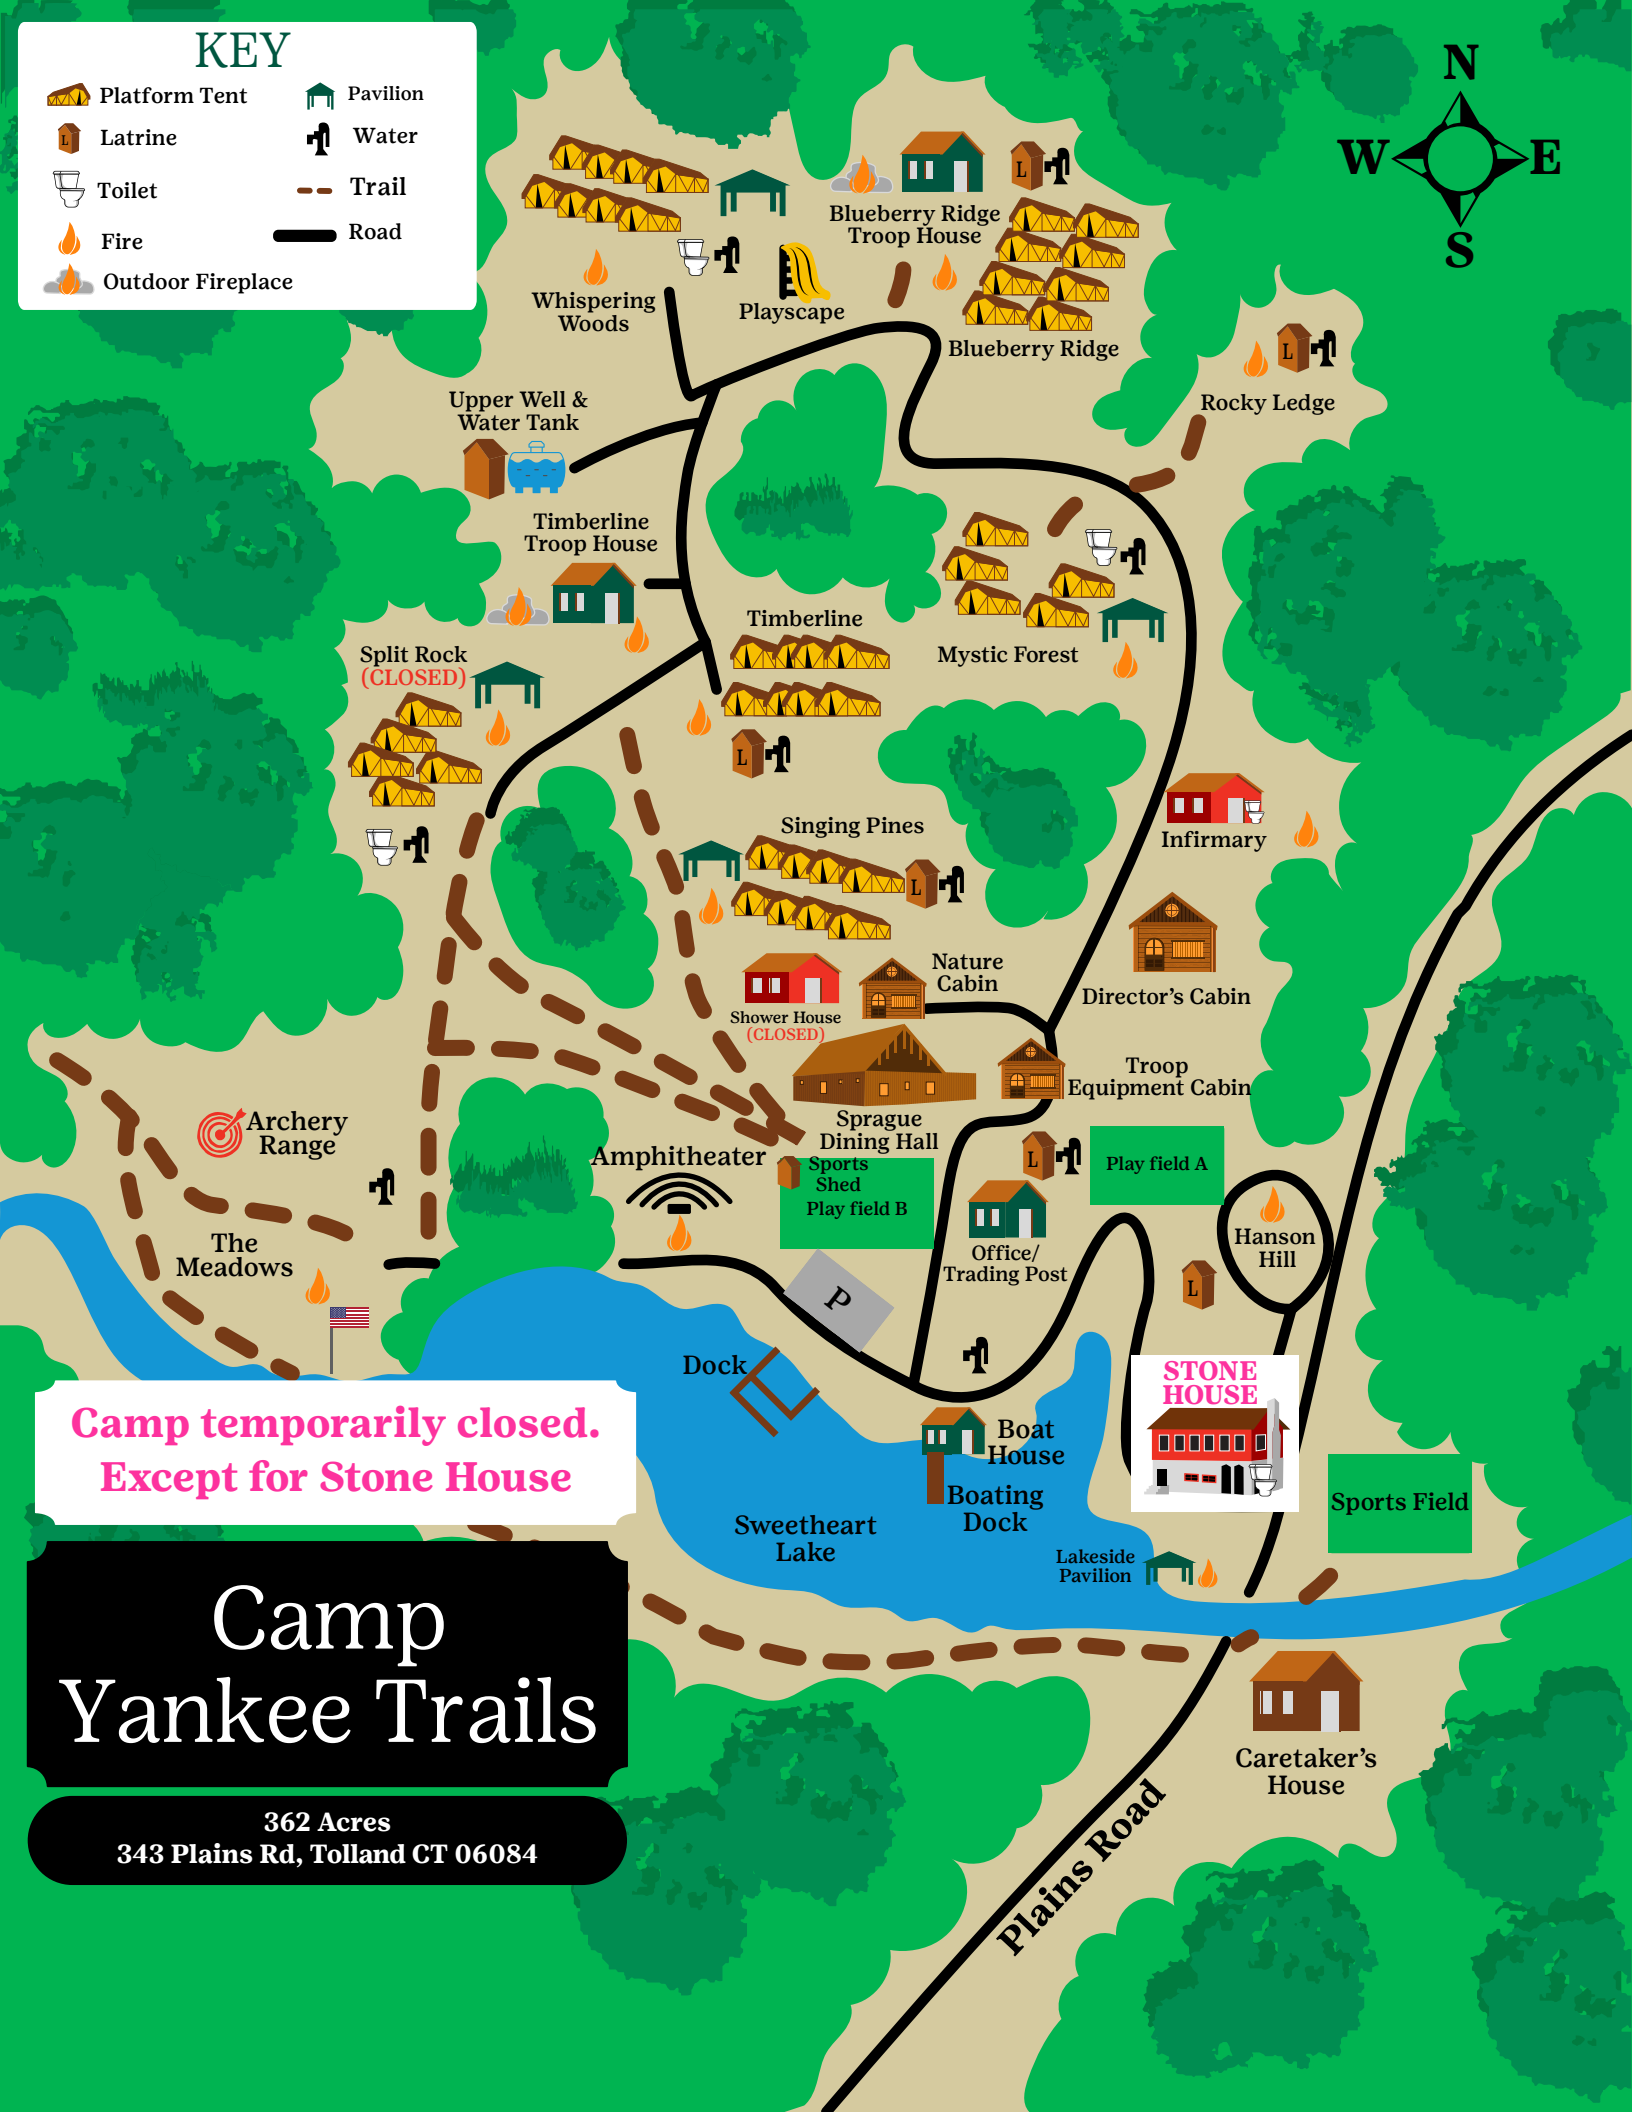 KEY
Platform Tent
Pavilion
L
Latrine
Water
Toilet
Trail
Fire
Road
Outdoor Fireplace
N
W
E
S
L
Blueberry Ridge
Troop House
Whispering
Woods
Playscape
Blueberry Ridge
L
Rocky Ledge
Upper Well &
Water Tank
Timberline
Troop House
Timberline
Split Rock
(CLOSED)
Mystic Forest
L
Singing Pines
Infirmary
L
Nature
Cabin
Director's Cabin
Shower House
(CLOSED)
Troop
Equipment Cabin
Sprague
Dining Hall
Archery
Range
Amphitheater
L
Play field A
Sports
Shed
Play field B
The
Meadows
Office/
Trading Post
Hanson
Hill
L
P
Dock
STONE
HOUSE
Camp temporarily closed.
Except for Stone House
Boat
House
Boating
Dock
Sports Field
Sweetheart
Lake
Lakeside
Pavilion
Camp
Yankee Trails
Caretaker's
House
Plains Road
362 Acres
343 Plains Rd, Tolland CT 06084